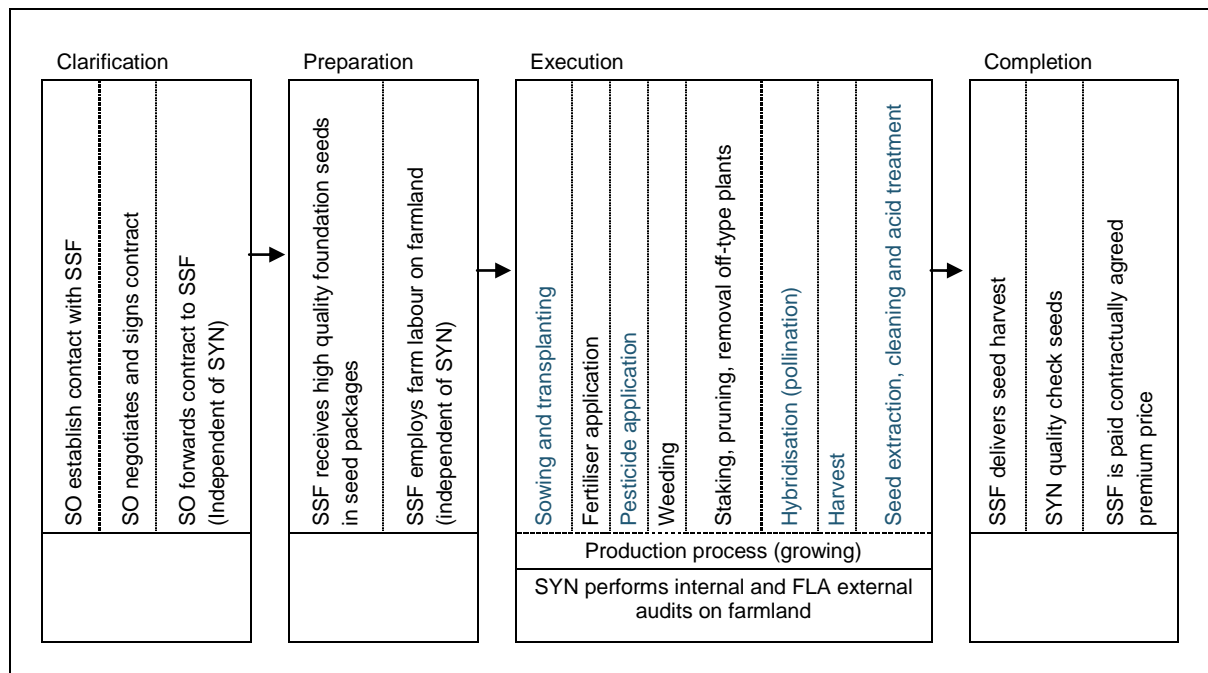 Clarification
SO establish contact with SSF
SO negotiates and signs contract
SO forwards contract to SSF
(Independent of SYN)
Preparation
SSF receives high quality foundation seeds
in seed packages
SSF employs farm labour on farmland
(independent of SYN)
Execution
Sowing and transplanting
Fertiliser application
Pesticide application
Weeding
Staking, pruning, removal off-type plants
Hybridisation (pollination)
Harvest
Seed extraction, cleaning and acid treatment
Production process (growing)
SYN performs internal and FLA external
audits on farmland
Completion
SSF delivers seed harvest
SYN quality check seeds
SSF is paid contractually agreed
premium price